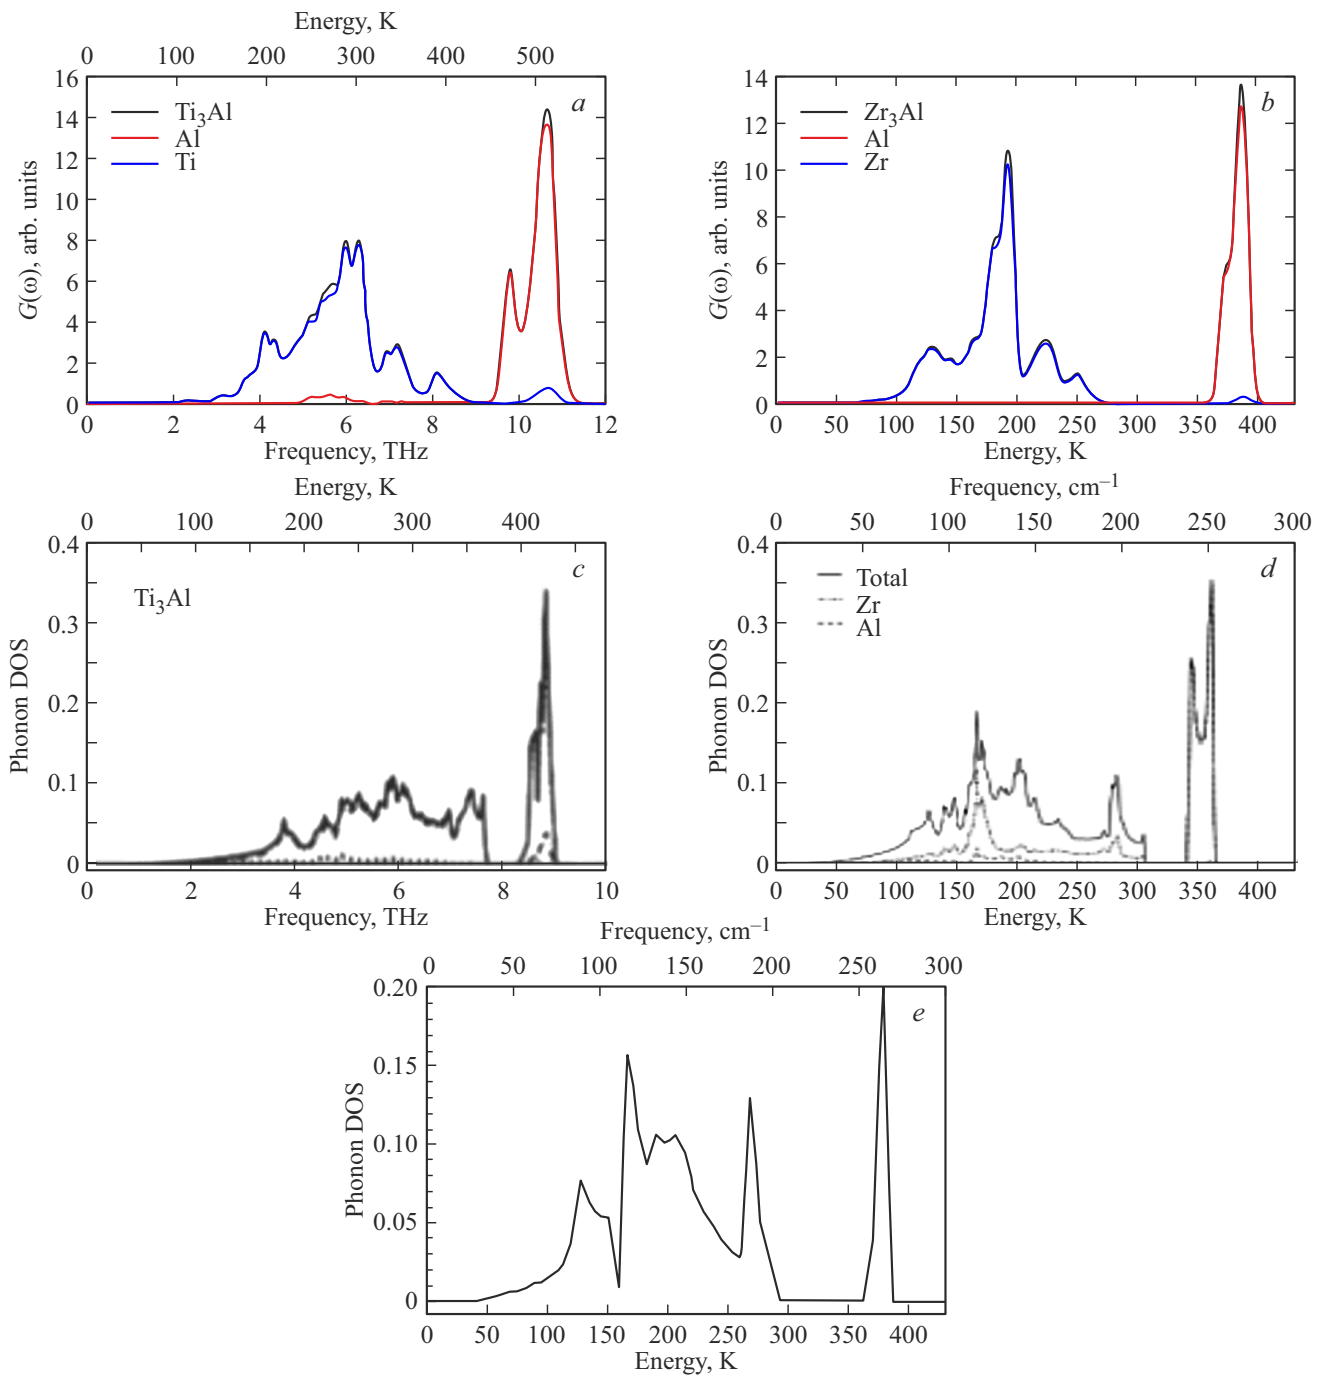 Energy, K
0 100 200 300 400 500
16
14
12
10
8
6
4
2
0
G(ω), arb. units
Ti3Al
Al
Ti
a
2 4 6 8 10 12
Frequency, THz
14
12
10
8
6
4
2
0
G(ω), arb. units
Zr3Al
Al
Zr
b
0 50 100 150 200 250 300 350 400
Energy, K
Energy, K
0 100 200 300 400
0.4
0.3
0.2
0.1
0
Phonon DOS
Ti3Al
c
0 2 4 6 8 10
Frequency, THz
Frequency, cm–1
0 50 100 150 200 250 300
0.4
0.3
0.2
0.1
0
Phonon DOS
Total
Zr
Al
d
0 50 100 150 200 250 300 350 400
Energy, K
Frequency, cm–1
0 50 100 150 200 250 300
0.20
0.15
0.10
0.05
0
Phonon DOS
e
0 50 100 150 200 250 300 350 400
Energy, K